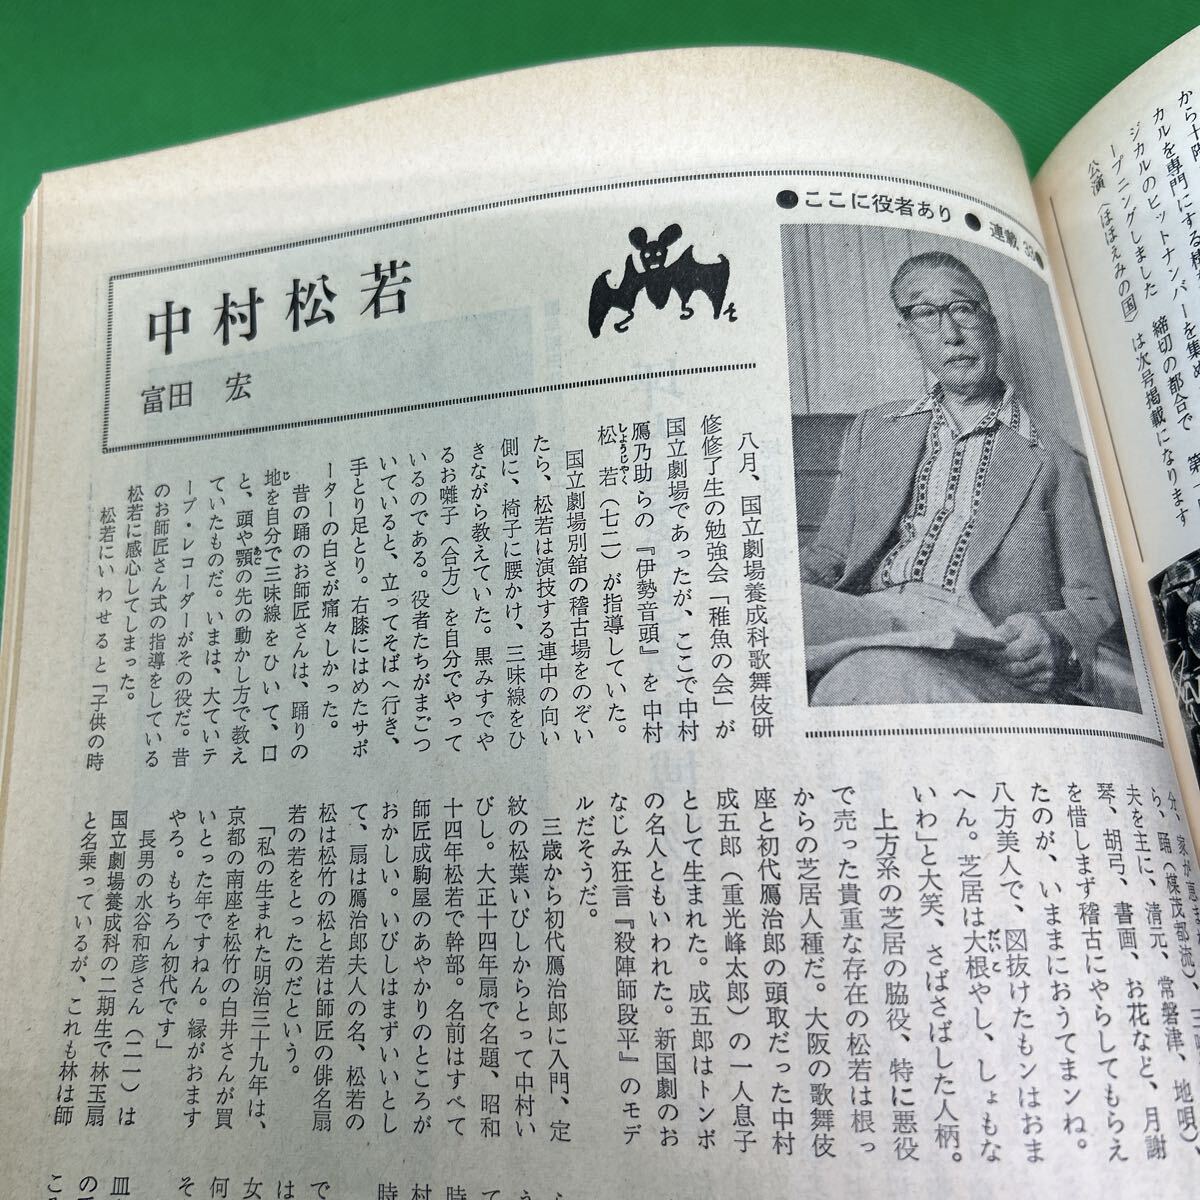 ●ここに役者あり●連載 33●
中村松若
富田 宏
こうもり
八月、国立劇場養成科歌舞伎研
修修了生の勉強会「稚魚の会」が
国立劇場であったが、ここで中村
鴈乃助らの『伊勢音頭』を中村
松若（七二）が指導していた。
しょうじゃく
国立劇場別館の稽古場をのぞい
たら、松若は演技する連中の向い
側に、椅子に腰かけ、三味線をひ
きながら教えていた。黒みすでや
るお囃子（合方）を自分でやって
いるのである。役者たちがまごつ
いていると、立ってそばへ行き、
手とり足とり。右膝にはめたサポ
ーターの白さが痛々しかった。
昔の踊のお師匠さんは、踊りの
地を自分で三味線をひいて、口
じ
と、頭や顎の先の動かし方で教え
あご
ていたものだ。いまは、大ていテ
ープ・レコーダーがその役だ。昔
のお師匠さん式の指導をしている
松若に感心してしまった。
松若にいわせると「子供の時
分、家が
ら、踊（楳茂都流）
夫を主に、清元、常磐津、地唄、
琴、胡弓、書画、お花など、月謝
を惜しまず稽古にやらしてもらえ
たのが、いまにおうてまンね。
八方美人で、図抜けたもンはおま
へん。芝居は大根やし、しょもな
だいこ
いわ」と大笑、さばさばした人柄。
上方系の芝居の脇役、特に悪役
で売った貴重な存在の松若は根っ
からの芝居人種だ。大阪の歌舞伎
座と初代鴈治郎の頭取だった中村
成五郎（重光峰太郎）の一人息子
として生まれた。成五郎はトンボ
の名人ともいわれた。新国劇のお
なじみ狂言『殺陣師段平』のモデ
ルだそうだ。
三歳から初代鴈治郎に入門、定
紋の松葉いびしからとって中村い
びし。大正十四年扇で名題、昭和
十四年松若で幹部。名前はすべて
師匠成駒屋のあやかりのところが
おかしい。いびしはまずいいとし
て、扇は鴈治郎夫人の名、松若の
松は松竹の松と若は師匠の俳名扇
若の若をとったのだという。
「私の生まれた明治三十九年は、
京都の南座を松竹の白井さんが買
いとった年ですねん。縁がおます
やろ。もちろん初代です」
長男の水谷和彦さん（二一）は
国立劇場養成科の二期生で林玉扇
と名乗っているが、これも林は師
から
カルを専門にする
ジカルのヒットナンバーを集め
ープニングしました 締切の都合で 第
公演（ほほえみの国）は次号掲載になります